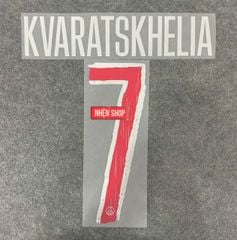 KVARATSKHELIA
7
NHỆN SHOP